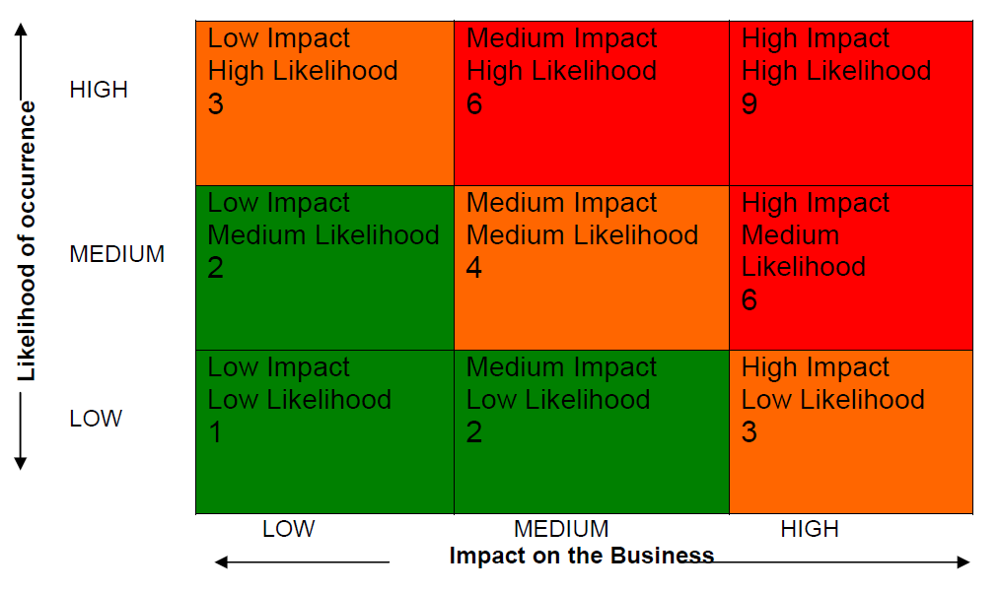 Likelihood of occurrence
HIGH
Low Impact
High Likelihood
3
Medium Impact
High Likelihood
6
High Impact
High Likelihood
9
MEDIUM
Low Impact
Medium Likelihood
2
Medium Impact
Medium Likelihood
4
High Impact
Medium
Likelihood
6
LOW
Low Impact
Low Likelihood
1
Medium Impact
Low Likelihood
2
High Impact
Low Likelihood
3
LOW
MEDIUM
HIGH
Impact on the Business